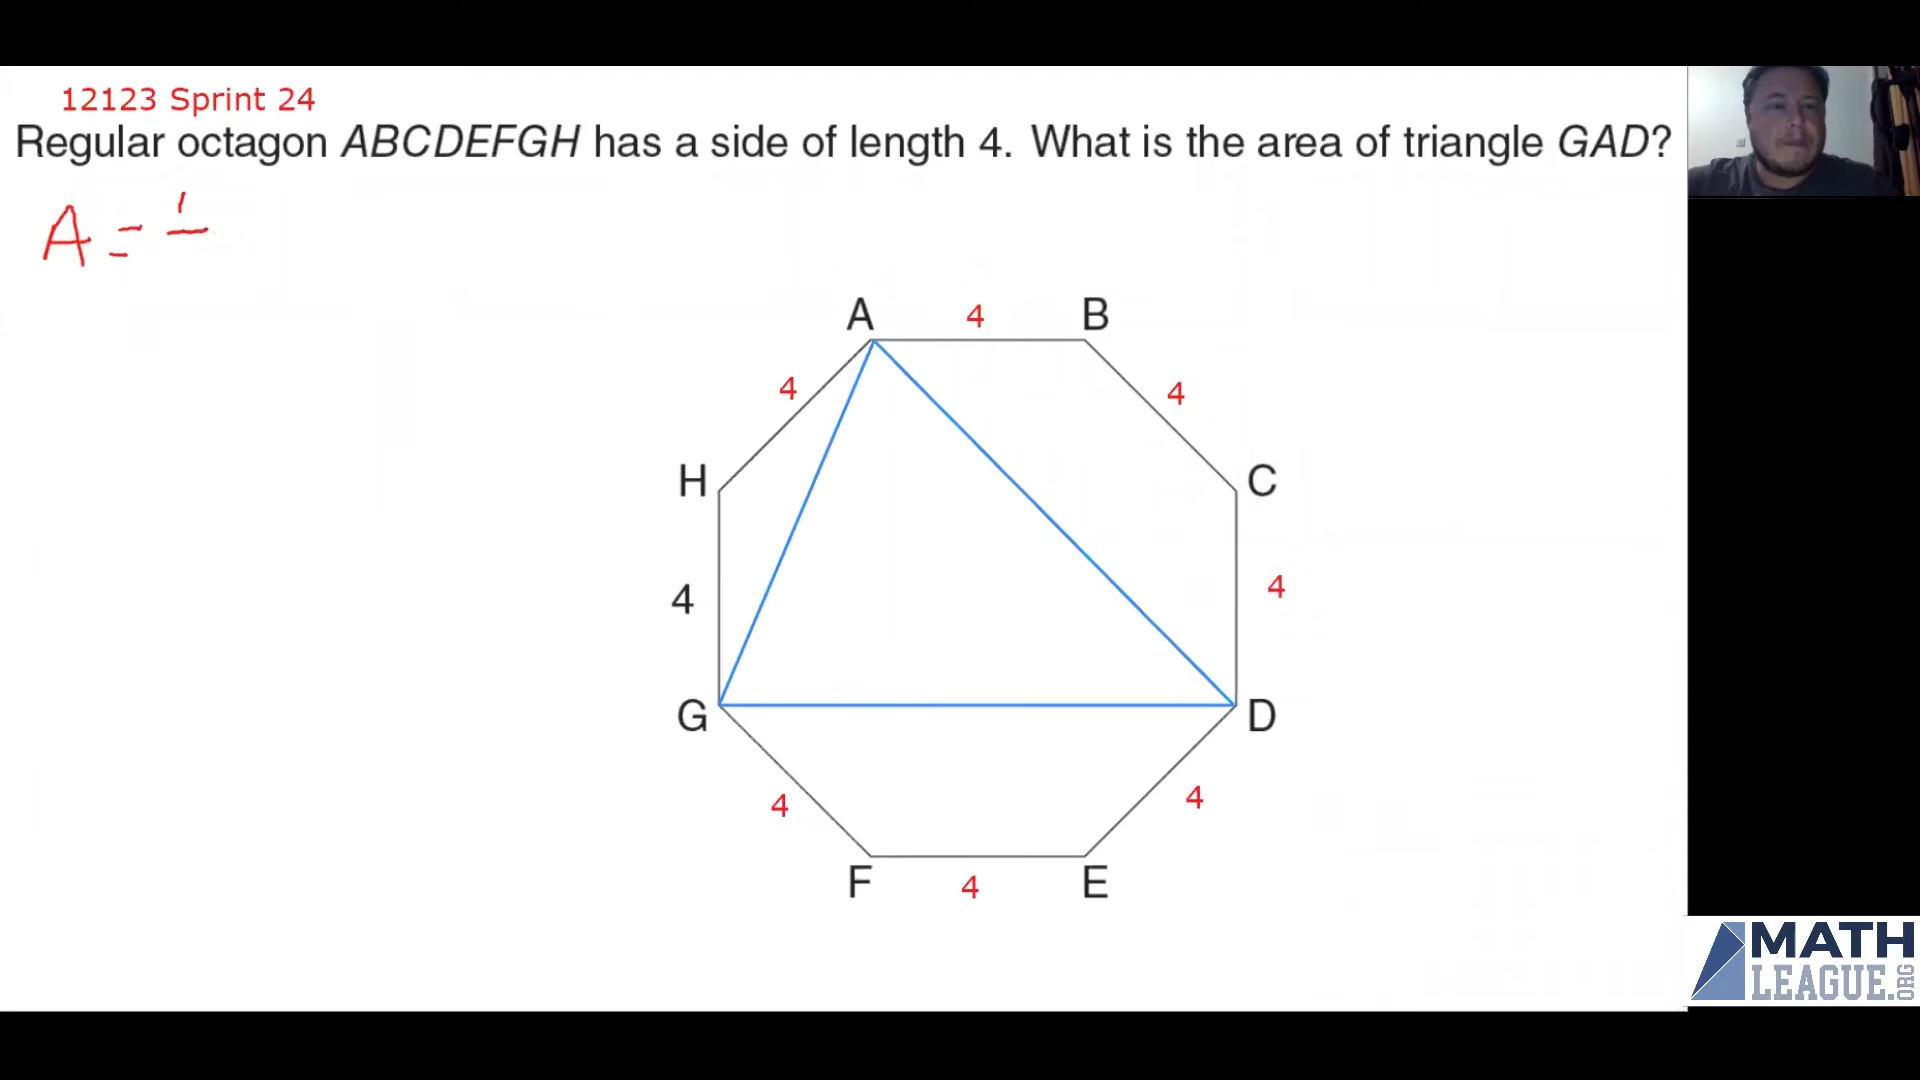 12123 Sprint 24
Regular octagon ABCDEFGH has a side of length 4. What is the area of triangle GAD?
A = 1
A 4 B
4 4
H C
4 4
G D
4 4
F 4 E
MATH
LEAGUE.ORG